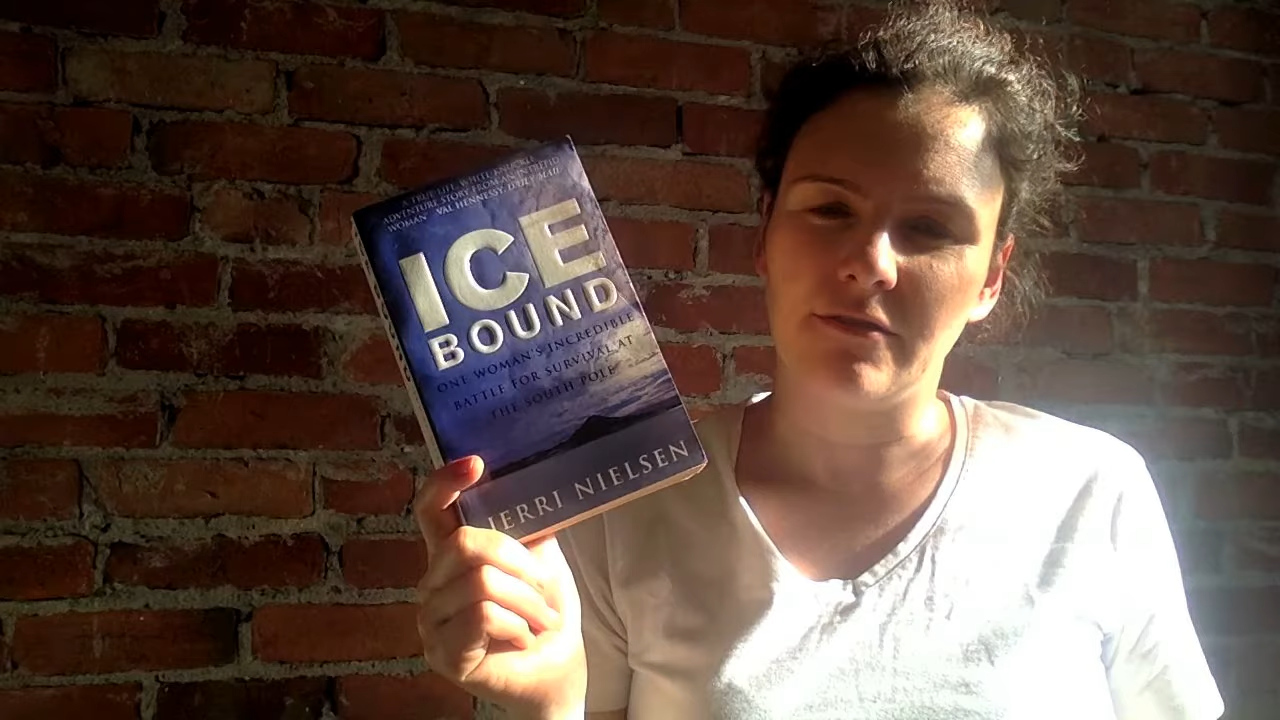 A TRUE LIFE, WHITE KNUCKLE
ADVENTURE STORY FROM AN INTREPID
WOMAN VAL HENNESSY, DAILY MAIL
ICE
BOUND
ONE WOMAN'S INCREDIBLE
BATTLE FOR SURVIVAL AT
THE SOUTH POLE
JERRI NIELSEN